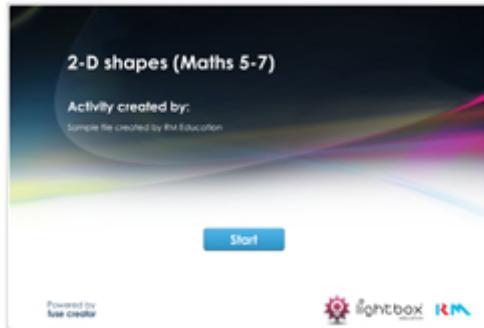 2-D shapes (Maths 5-7)
Activity created by:
Sample file created by RM Education
Start
Powered by
fuse creator
lightbox
education
RM